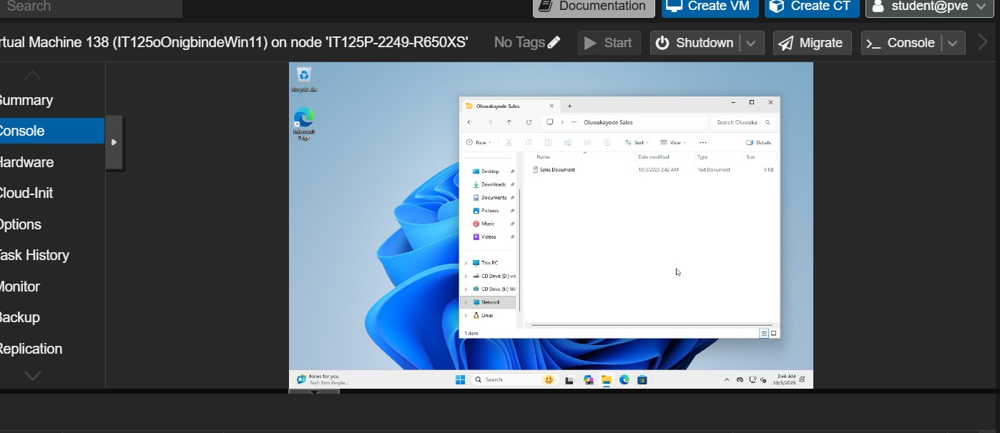 Search
Documentation
Create VM
Create CT
student@pve
rtual Machine 138 (IT125oOnigbindeWin11) on node 'IT125P-2249-R650XS'
No Tags
Start
Shutdown
Migrate
Console
Summary
Console
Hardware
Cloud-Init
Options
Task History
Monitor
Backup
Replication
Recycle Bin
Microsoft
Edge
Oluwakayode Sales
Oluwakayode Sales
Search Oluwaka
New
Sort
View
Details
Name
Date modified
Type
Size
Sales Document
10/3/2025 2:42 AM
Text Document
0 KB
Desktop
Downloads
Documents
Pictures
Music
Videos
This PC
CD Drive (D:) vir
CD Drive (E:) Wi
Network
Linux
1 item
News for you
Tech firm Perple...
Search
3:46 AM
10/3/2025